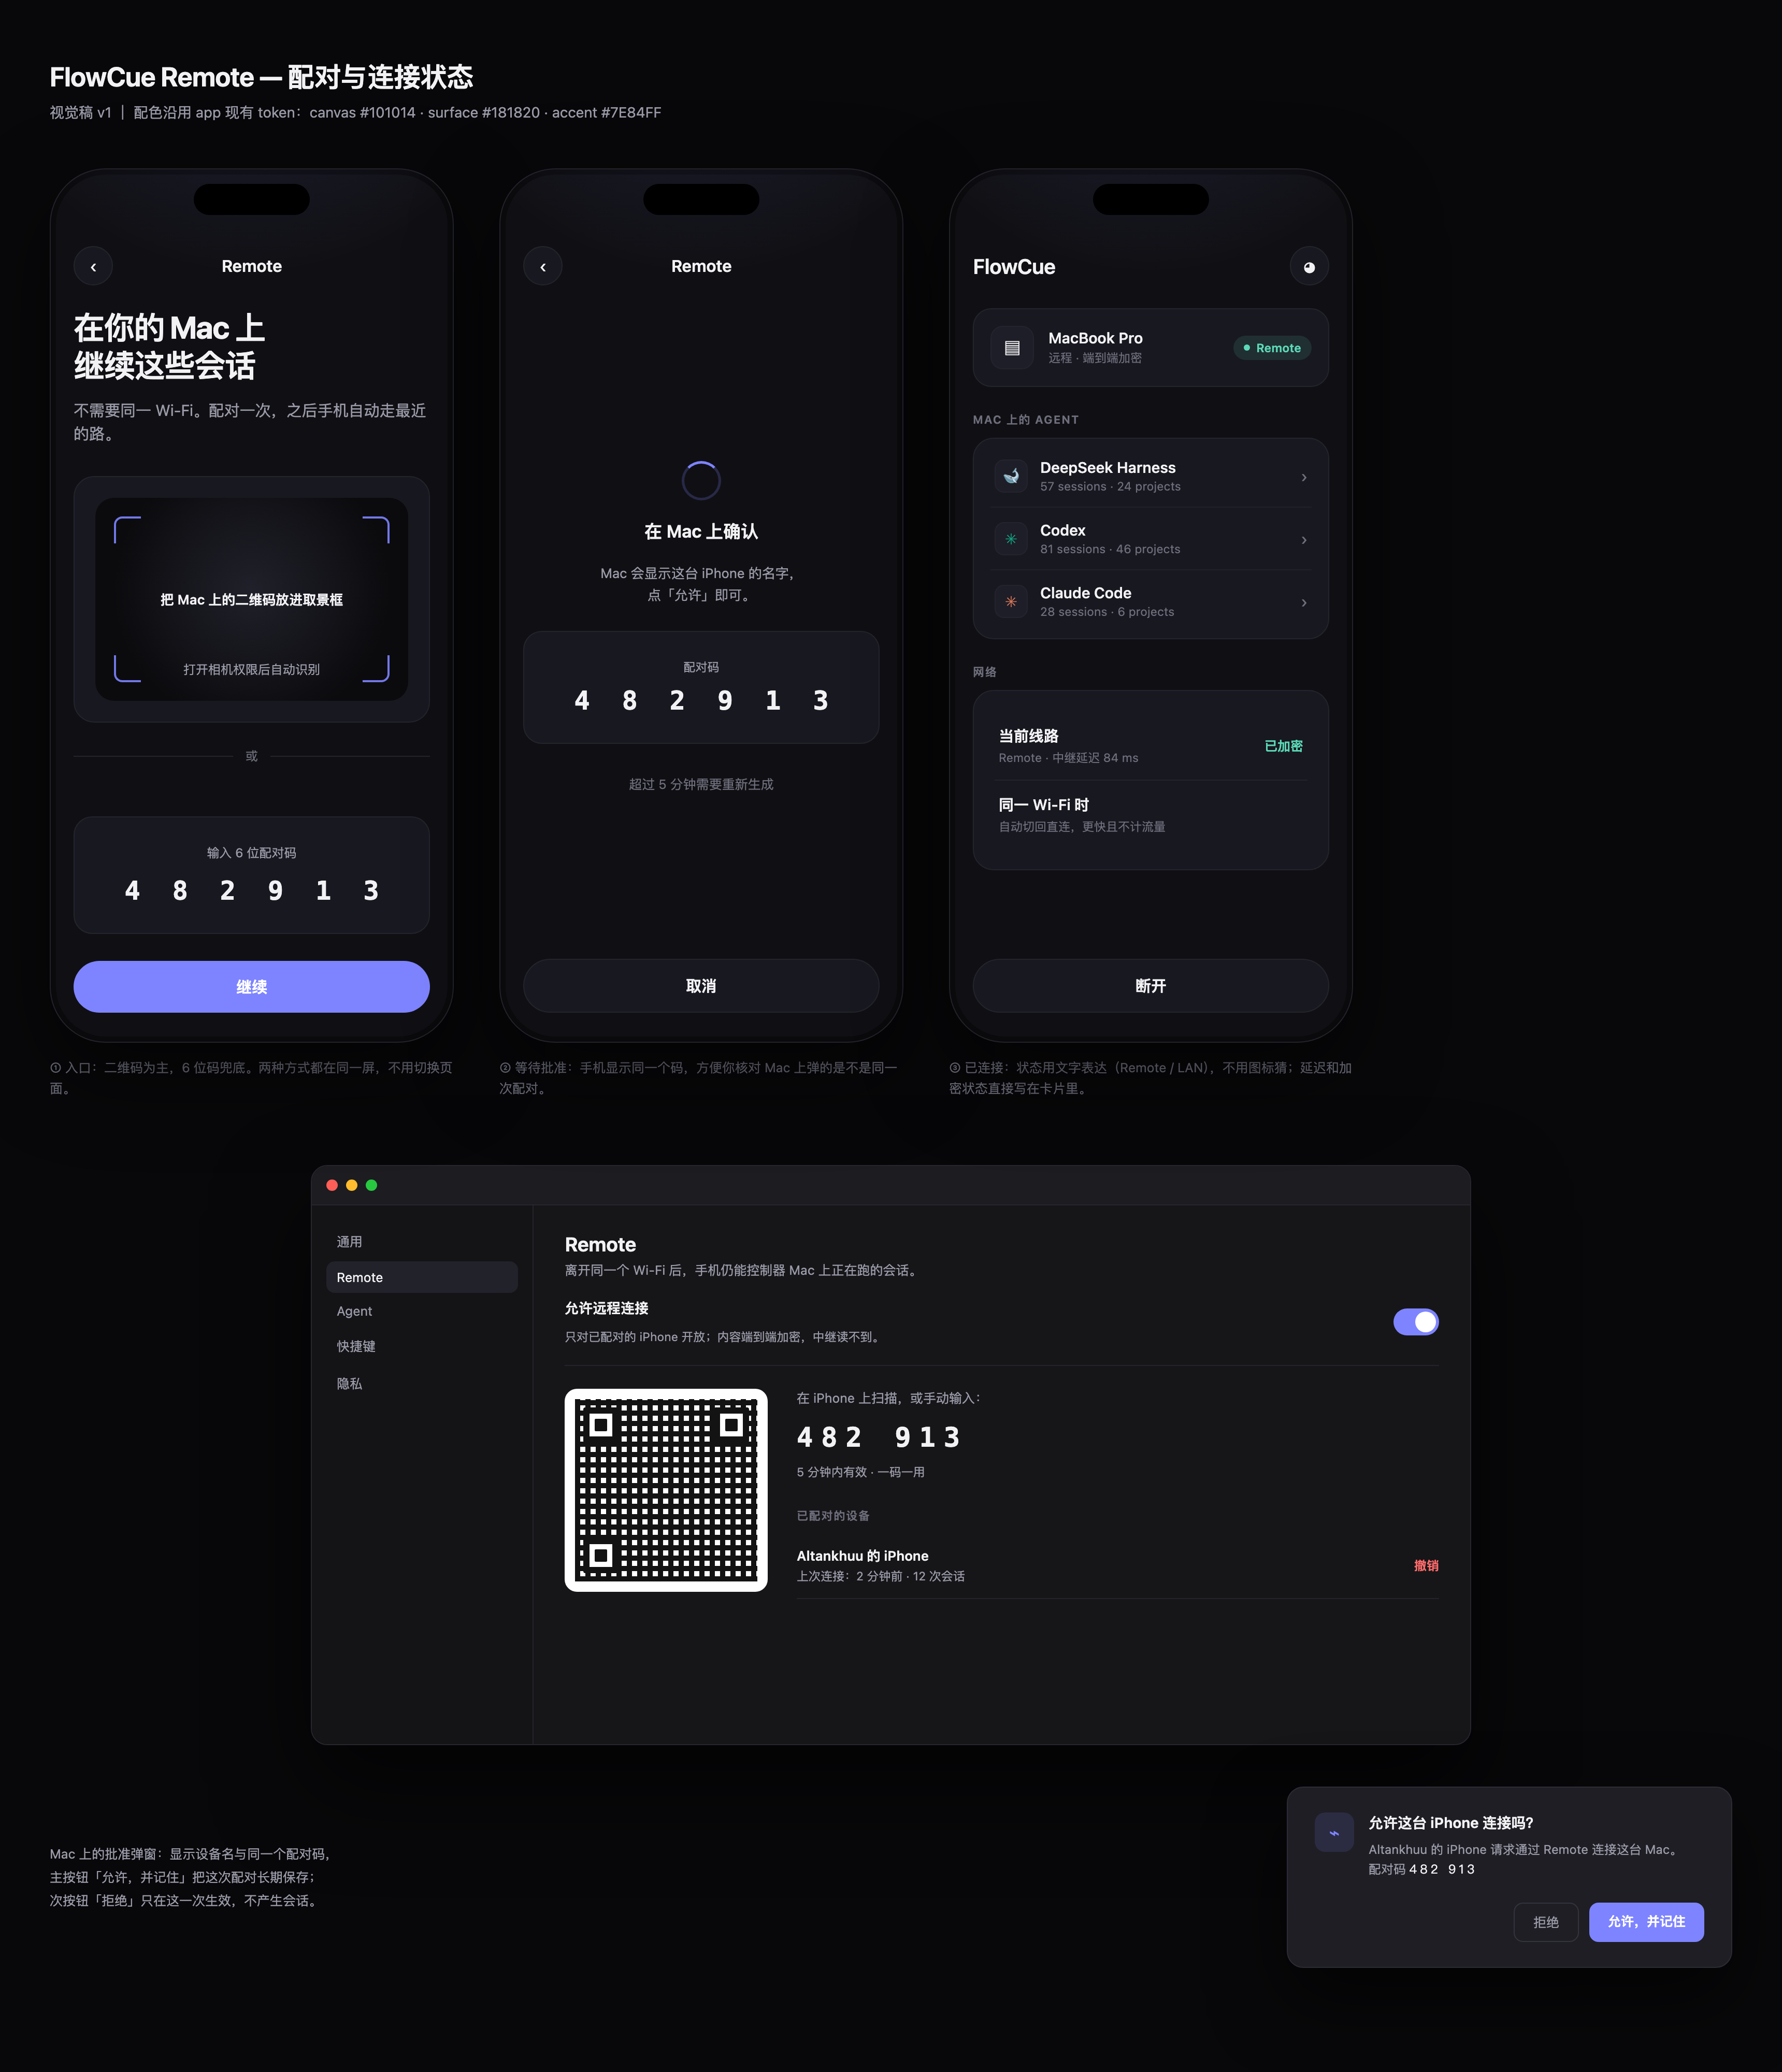 FlowCue Remote — 配对与连接状态
视觉稿 v1 ｜ 配色沿用 app 现有 token：canvas #101014 · surface #181820 · accent #7E84FF
Remote
在你的 Mac 上
继续这些会话
不需要同一 Wi-Fi。配对一次，之后手机自动走最近
的路。
把 Mac 上的二维码放进取景框
打开相机权限后自动识别
或
输入 6 位配对码
4 8 2 9 1 3
继续
① 入口：二维码为主，6 位码兜底。两种方式都在同一屏，不用切换页
面。
Remote
在 Mac 上确认
Mac 会显示这台 iPhone 的名字，
点「允许」即可。
配对码
4 8 2 9 1 3
超过 5 分钟需要重新生成
取消
② 等待批准：手机显示同一个码，方便你核对 Mac 上弹的是不是同一
次配对。
FlowCue
MacBook Pro
远程 · 端到端加密
Remote
MAC 上的 AGENT
DeepSeek Harness
57 sessions · 24 projects
Codex
81 sessions · 46 projects
Claude Code
28 sessions · 6 projects
网络
当前线路
Remote · 中继延迟 84 ms
已加密
同一 Wi-Fi 时
自动切回直连，更快且不计流量
断开
③ 已连接：状态用文字表达（Remote / LAN），不用图标猜；延迟和加
密状态直接写在卡片里。
通用
Remote
Agent
快捷键
隐私
Remote
离开同一个 Wi-Fi 后，手机仍能控制器 Mac 上正在跑的会话。
允许远程连接
只对已配对的 iPhone 开放；内容端到端加密，中继读不到。
在 iPhone 上扫描，或手动输入：
482 913
5 分钟内有效 · 一码一用
已配对的设备
Altankhuu 的 iPhone
上次连接：2 分钟前 · 12 次会话
撤销
Mac 上的批准弹窗：显示设备名与同一个配对码，
主按钮「允许，并记住」把这次配对长期保存；
次按钮「拒绝」只在这一次生效，不产生会话。
允许这台 iPhone 连接吗？
Altankhuu 的 iPhone 请求通过 Remote 连接这台 Mac。
配对码 482 913
拒绝
允许，并记住